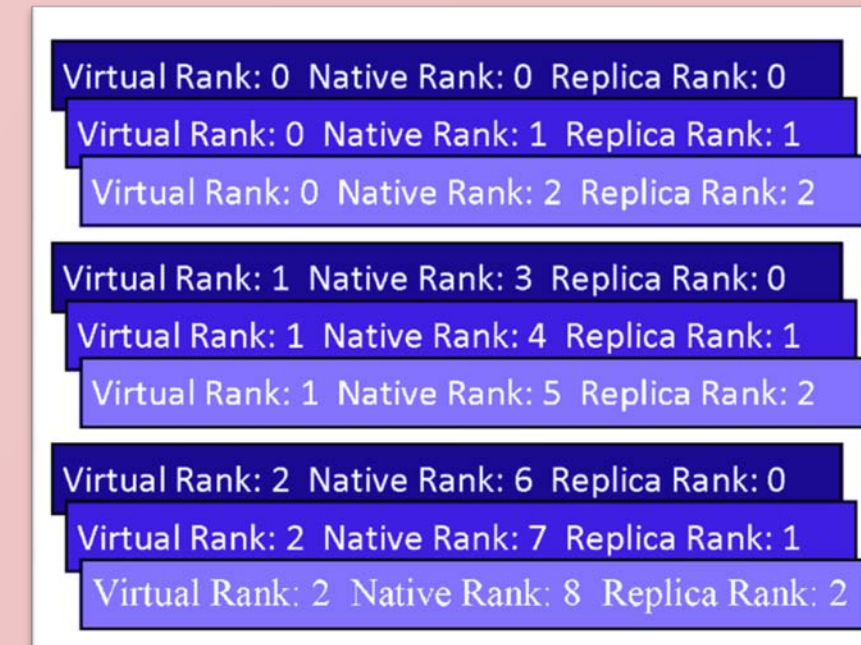 Virtual Rank: 0 Native Rank: 0 Replica Rank: 0
Virtual Rank: 0 Native Rank: 1 Replica Rank: 1
Virtual Rank: 0 Native Rank: 2 Replica Rank: 2
Virtual Rank: 1 Native Rank: 3 Replica Rank: 0
Virtual Rank: 1 Native Rank: 4 Replica Rank: 1
Virtual Rank: 1 Native Rank: 5 Replica Rank: 2
Virtual Rank: 2 Native Rank: 6 Replica Rank: 0
Virtual Rank: 2 Native Rank: 7 Replica Rank: 1
Virtual Rank: 2 Native Rank: 8 Replica Rank: 2